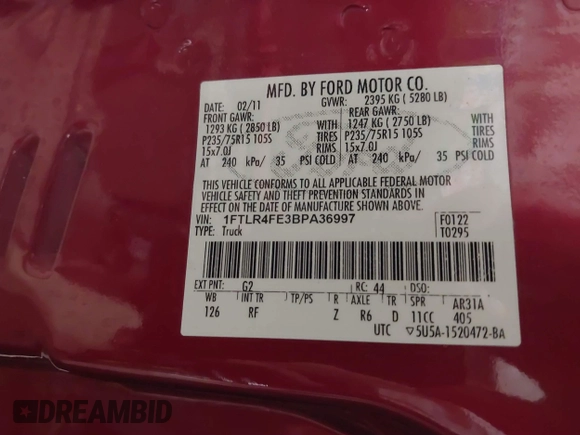 MFD. BY FORD MOTOR CO.
DATE: 02/11 GVWR: 2395 KG ( 5280 LB)
FRONT GAWR: REAR GAWR:
1293 KG ( 2850 LB) 1247 KG ( 2750 LB)
P235/75R15 105S TIRES P235/75R15 105S TIRES
15x7.0J RIMS 15x7.0J RIMS
AT 240 kPa/ 35 PSI COLD AT 240 kPa/ 35 PSI COLD
THIS VEHICLE CONFORMS TO ALL APPLICABLE FEDERAL MOTOR
VEHICLE SAFETY AND THEFT PREVENTION STANDARDS IN
EFFECT ON THE DATE OF MANUFACTURE SHOWN ABOVE.
VIN: 1FTLR4FE3BPA36997 F0122
TYPE: Truck T0295
EXT PNT: G2 RC: 44 DSO:
WB INT TR TP/PS R AXLE TR SPR AR31A
126 RF Z R6 D 11CC 405
UTC ▽5U5A-1520472-BA
DREAMBID